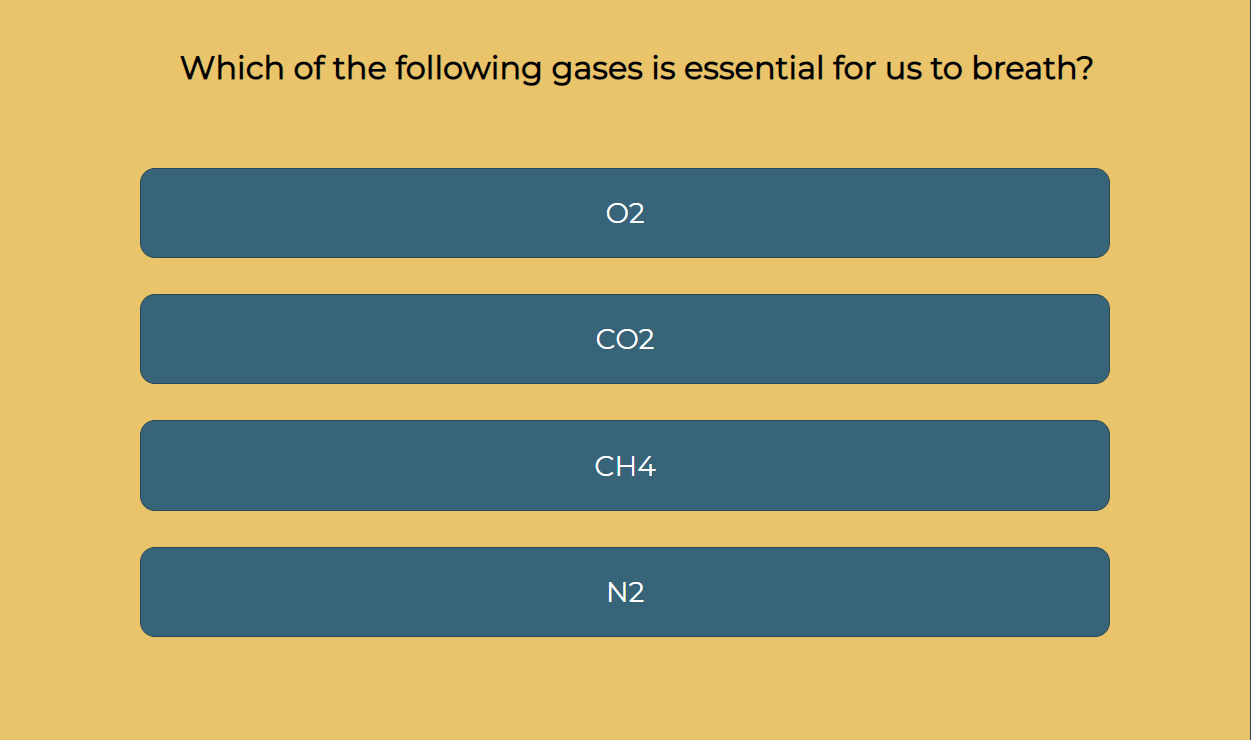 Which of the following gases is essential for us to breath?
O2
CO2
CH4
N2